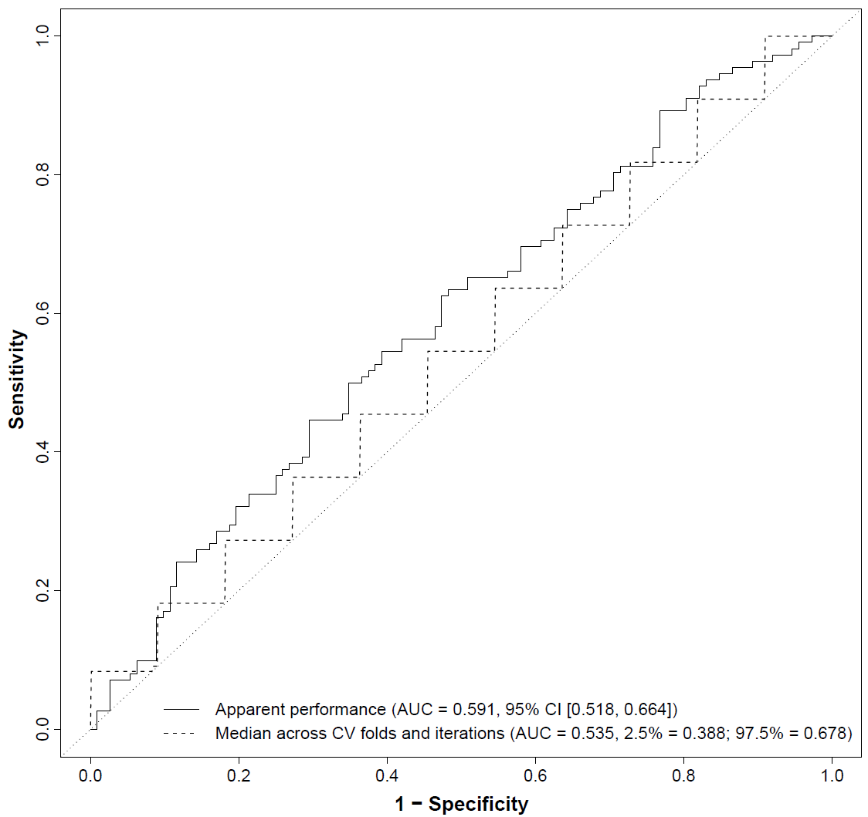 1.0
0.8
0.6
0.4
0.2
0.0
Sensitivity
Apparent performance (AUC = 0.591, 95% CI [0.518, 0.664])
Median across CV folds and iterations (AUC = 0.535, 2.5% = 0.388; 97.5% = 0.678)
0.0 0.2 0.4 0.6 0.8 1.0
1 − Specificity